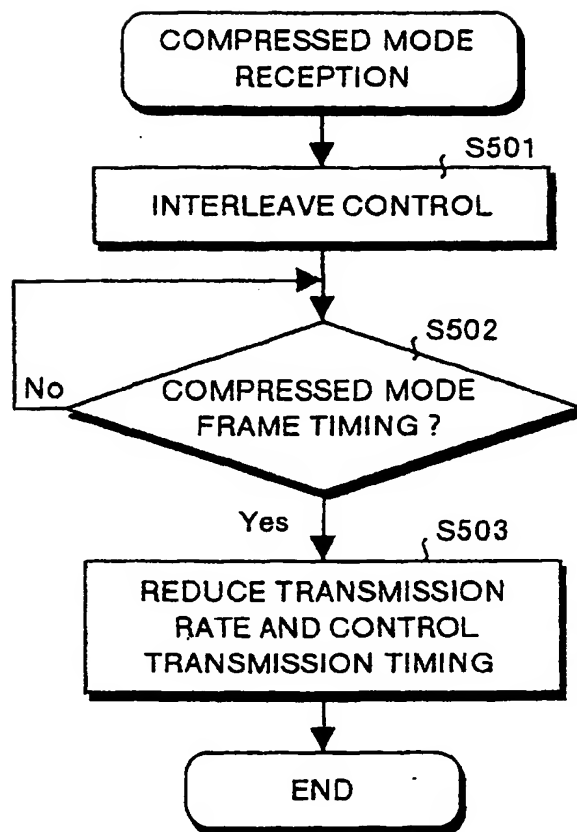 COMPRESSED MODE
RECEPTION
S501
INTERLEAVE CONTROL
S502
No
COMPRESSED MODE
FRAME TIMING ?
Yes
S503
REDUCE TRANSMISSION
RATE AND CONTROL
TRANSMISSION TIMING
END